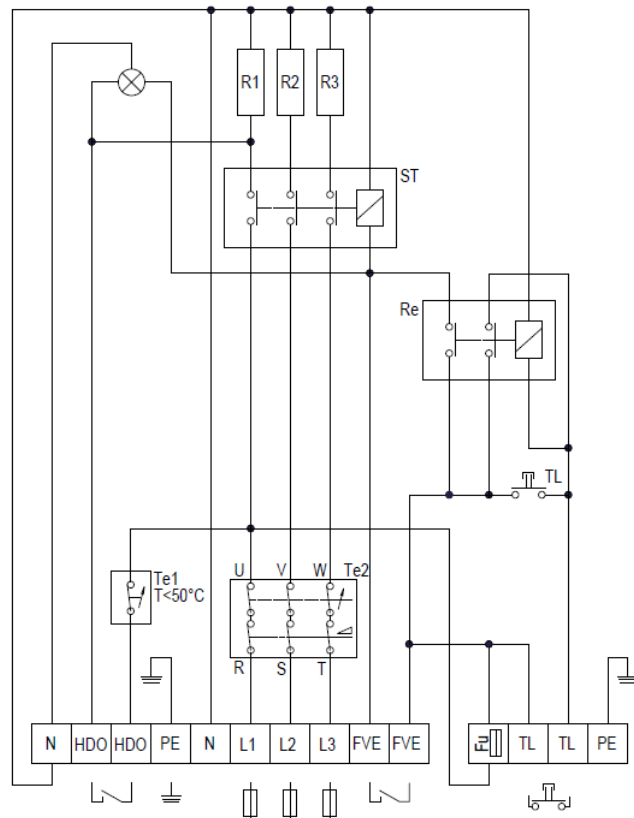 R1 R2 R3
ST
Re
TL
Te1
T<50°C
U V W Te2
R S T
N HDO HDO PE N L1 L2 L3 FVE FVE Fu TL TL PE